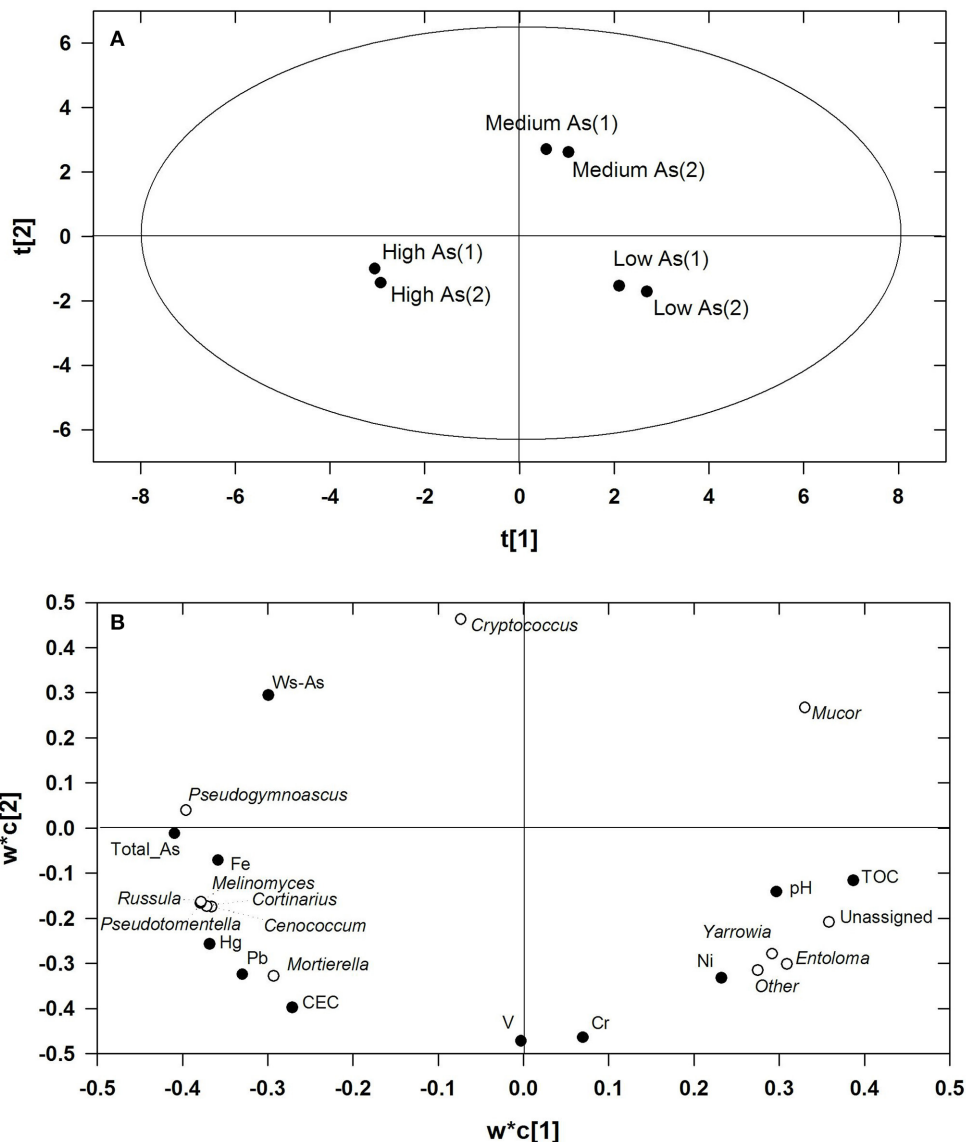 A
6
4
2
0
-2
-4
-6
t[2]
Medium As(1)
Medium As(2)
High As(1)
High As(2)
Low As(1)
Low As(2)
-8 -6 -4 -2 0 2 4 6 8
t[1]
B
0.5
0.4
0.3
0.2
0.1
0.0
-0.1
-0.2
-0.3
-0.4
-0.5
w*c[2]
Cryptococcus
Ws-As
Mucor
Pseudogymnoascus
Total_As
Fe
Melinomyces
Russula
Cortinarius
Pseudotomentella
Cenococcum
Hg
Pb
Mortierella
CEC
V
Cr
pH
TOC
Unassigned
Yarrowia
Ni
Entoloma
Other
-0.5 -0.4 -0.3 -0.2 -0.1 0.0 0.1 0.2 0.3 0.4 0.5
w*c[1]